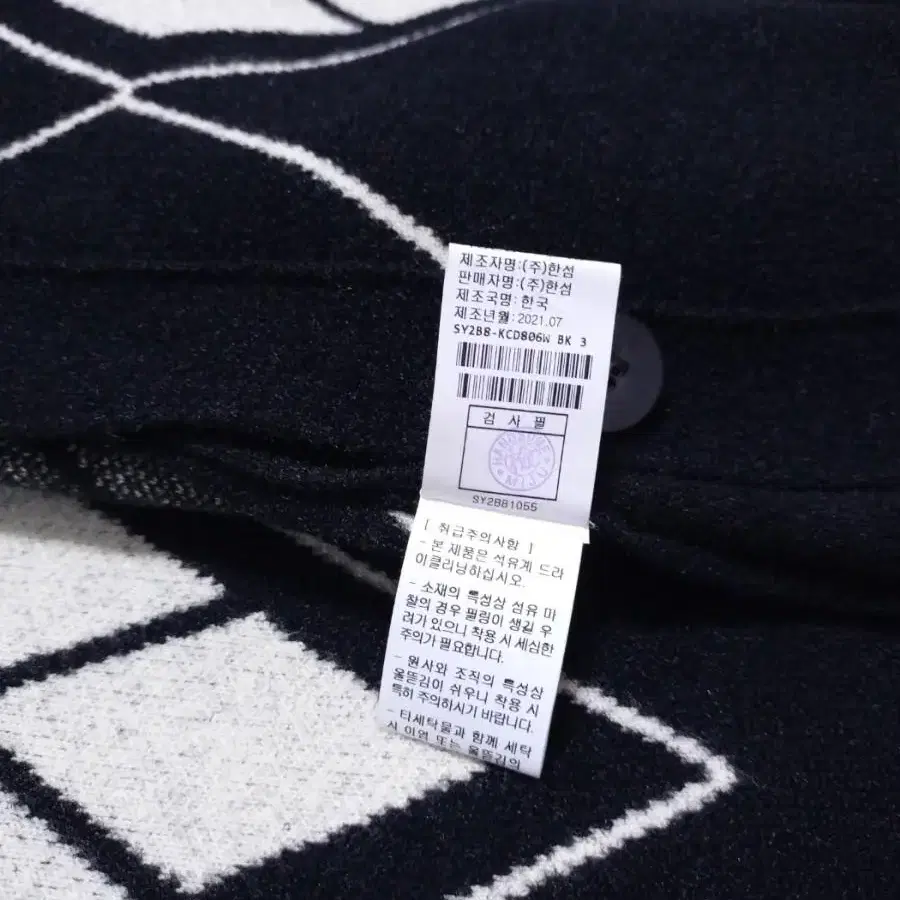 제조자명:(주)한섬
판매자명:(주)한섬
제조국명: 한국
제조년월: 2021.07
SY2B8-KCD806W BK 3
검 사 필
HANDSOME
MIJU
SY2BB1055
[ 취급주의사항 ]
- 본 제품은 석유계 드라
이클리닝하십시오.
- 소재의 특성상 섬유 마
찰의 경우 필링이 생길 우
려가 있으니 착용 시 세심한
주의가 필요합니다.
- 원사와 조직의 특성상
올뜯김이 쉬우니 착용 시
특히 주의하시기 바랍니다.
- 타세탁물과 함께 세탁
시 이염 또는 올뜯김의